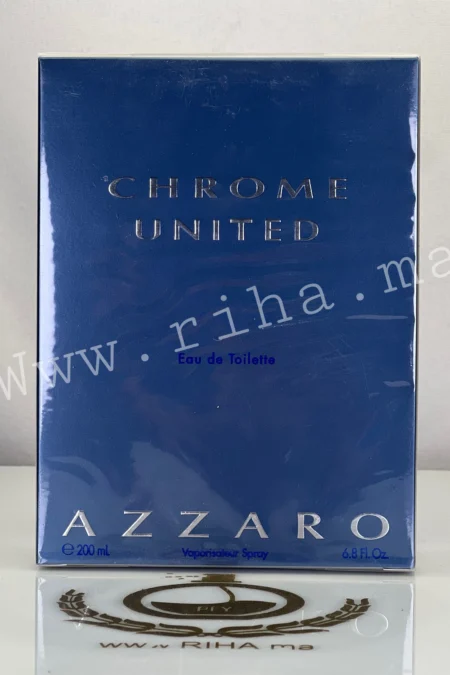 CHROME
UNITED
www.riha.ma
Eau de Toilette
AZZARO
e 200 mL Vaporisateur Spray 6.8 Fl.Oz.
RIHA ma